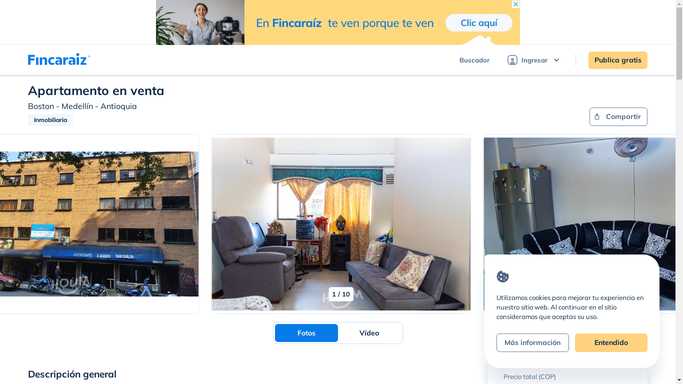 En Fincaraíz te ven porque te ven
Clic aquí
Fincaraíz
Buscador
Ingresar
Publica gratis
Apartamento en venta
Boston - Medellín - Antioquia
Inmobiliaria
Compartir
1 / 10
Fotos
Vídeo
Utilizamos cookies para mejorar tu experiencia en
nuestro sitio web. Al continuar en el sitio
consideramos que aceptas su uso.
Más información
Entendido
Descripción general
Precio total (COP)